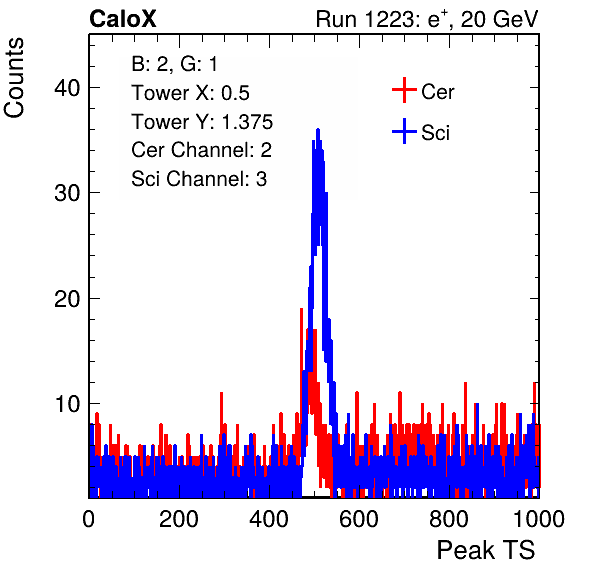 CaloX Run 1223: e⁺, 20 GeV
Counts
B: 2, G: 1
Tower X: 0.5
Tower Y: 1.375
Cer Channel: 2
Sci Channel: 3
Cer
Sci
40
30
20
10
0 200 400 600 800 1000
Peak TS